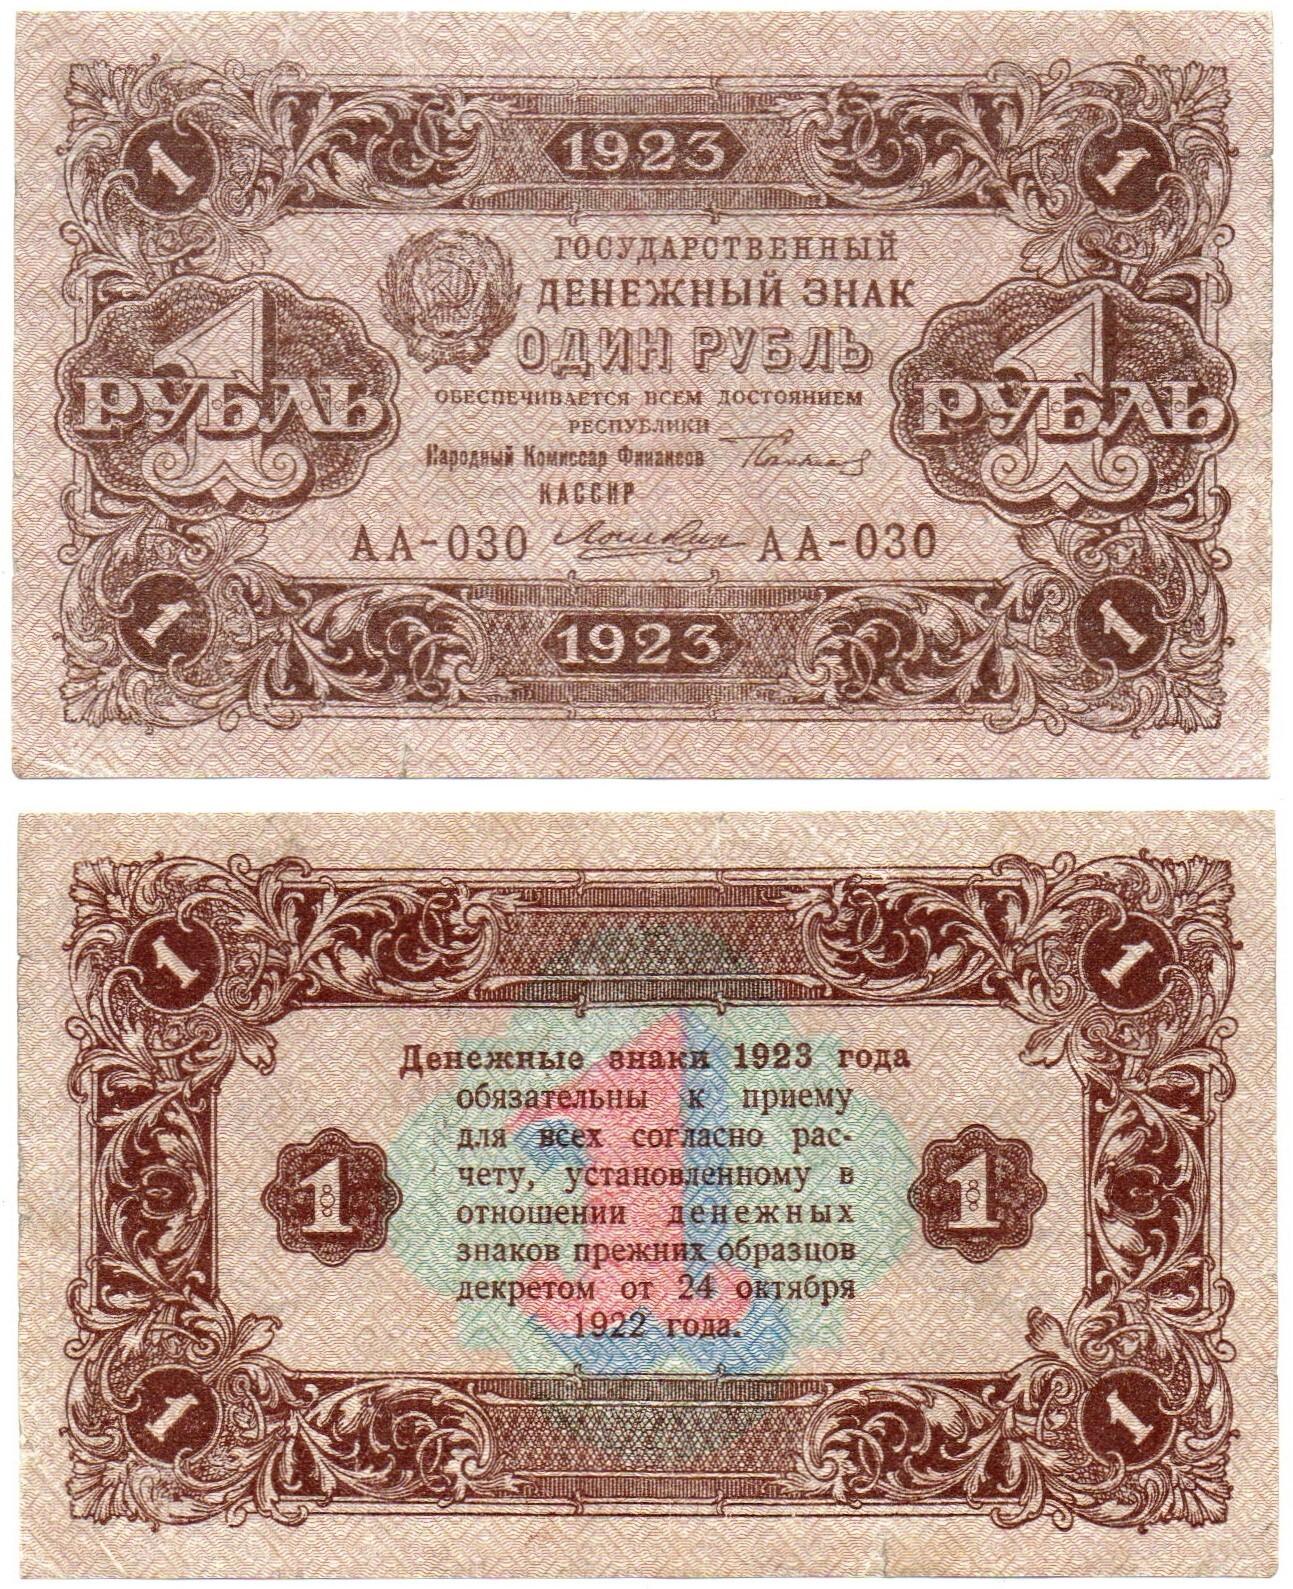 1 1923 1
ГОСУДАРСТВЕННЫЙ
ДЕНЕЖНЫЙ ЗНАК
ОДИН РУБЛЬ
1 РУБЛЬ 1 РУБЛЬ
ОБЕСПЕЧИВАЕТСЯ ВСЕМ ДОСТОЯНИЕМ
РЕСПУБЛИКИ
Народный Комиссар Финансов
КАССИР
АА-030 АА-030
1 1923 1
1 1
Денежные знаки 1923 года
обязательны к приему
для всех согласно рас-
чету, установленному в
отношении денежных
знаков прежних образцов
декретом от 24 октября
1922 года.
1 1 1
1 1